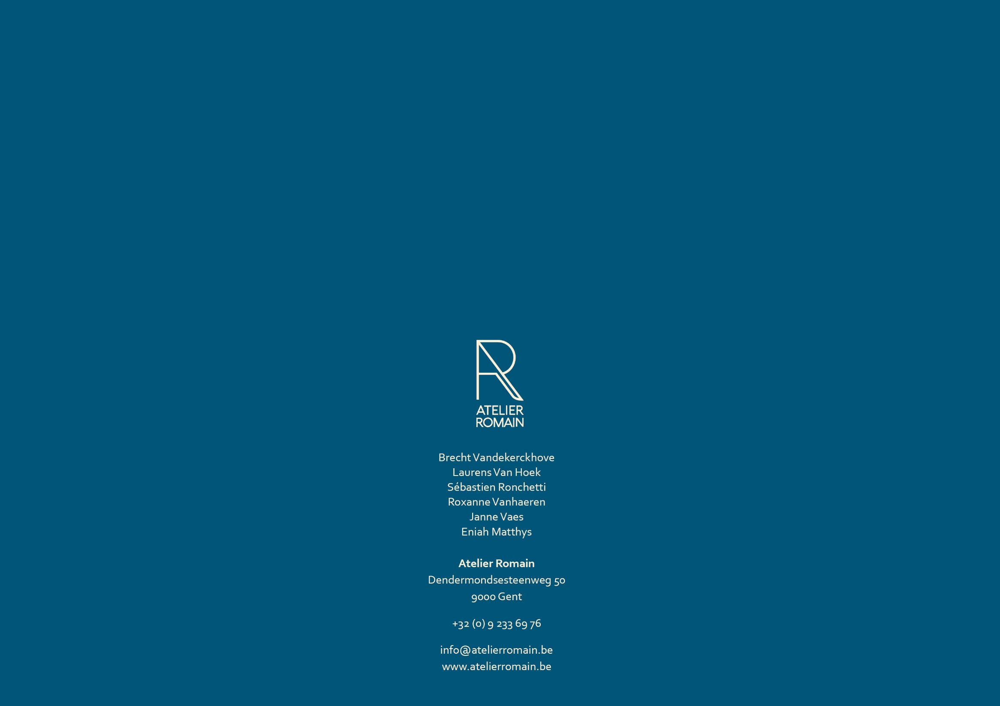 ATELIER
ROMAIN
Brecht Vandekerckhove
Laurens Van Hoek
Sébastien Ronchetti
Roxanne Vanhaeren
Janne Vaes
Eniah Matthys
Atelier Romain
Dendermondsesteenweg 50
9000 Gent
+32 (0) 9 233 69 76
info@atelierromain.be
www.atelierromain.be